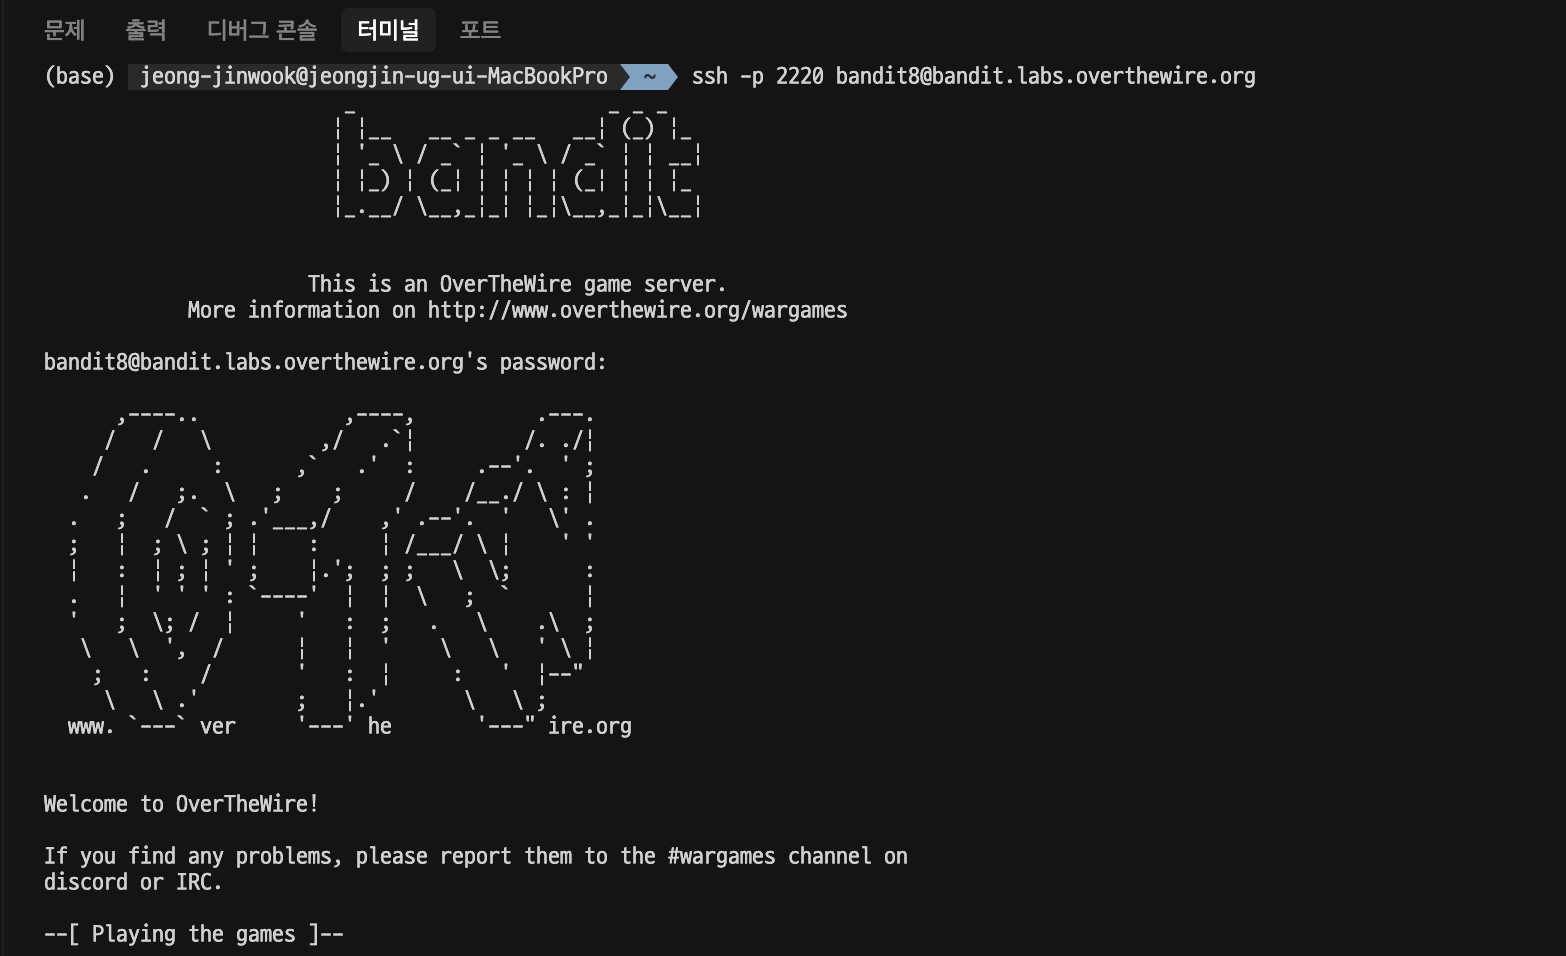 문제 출력 디버그 콘솔 터미널 포트
(base) jeong-jinwook@jeongjin-ug-ui-MacBookPro ~ ssh -p 2220 bandit8@bandit.labs.overthewire.org
bandit
This is an OverTheWire game server.
More information on http://www.overthewire.org/wargames
bandit8@bandit.labs.overthewire.org's password:
www. `---` ver '---' he '---" ire.org
Welcome to OverTheWire!
If you find any problems, please report them to the #wargames channel on
discord or IRC.
--[ Playing the games ]--